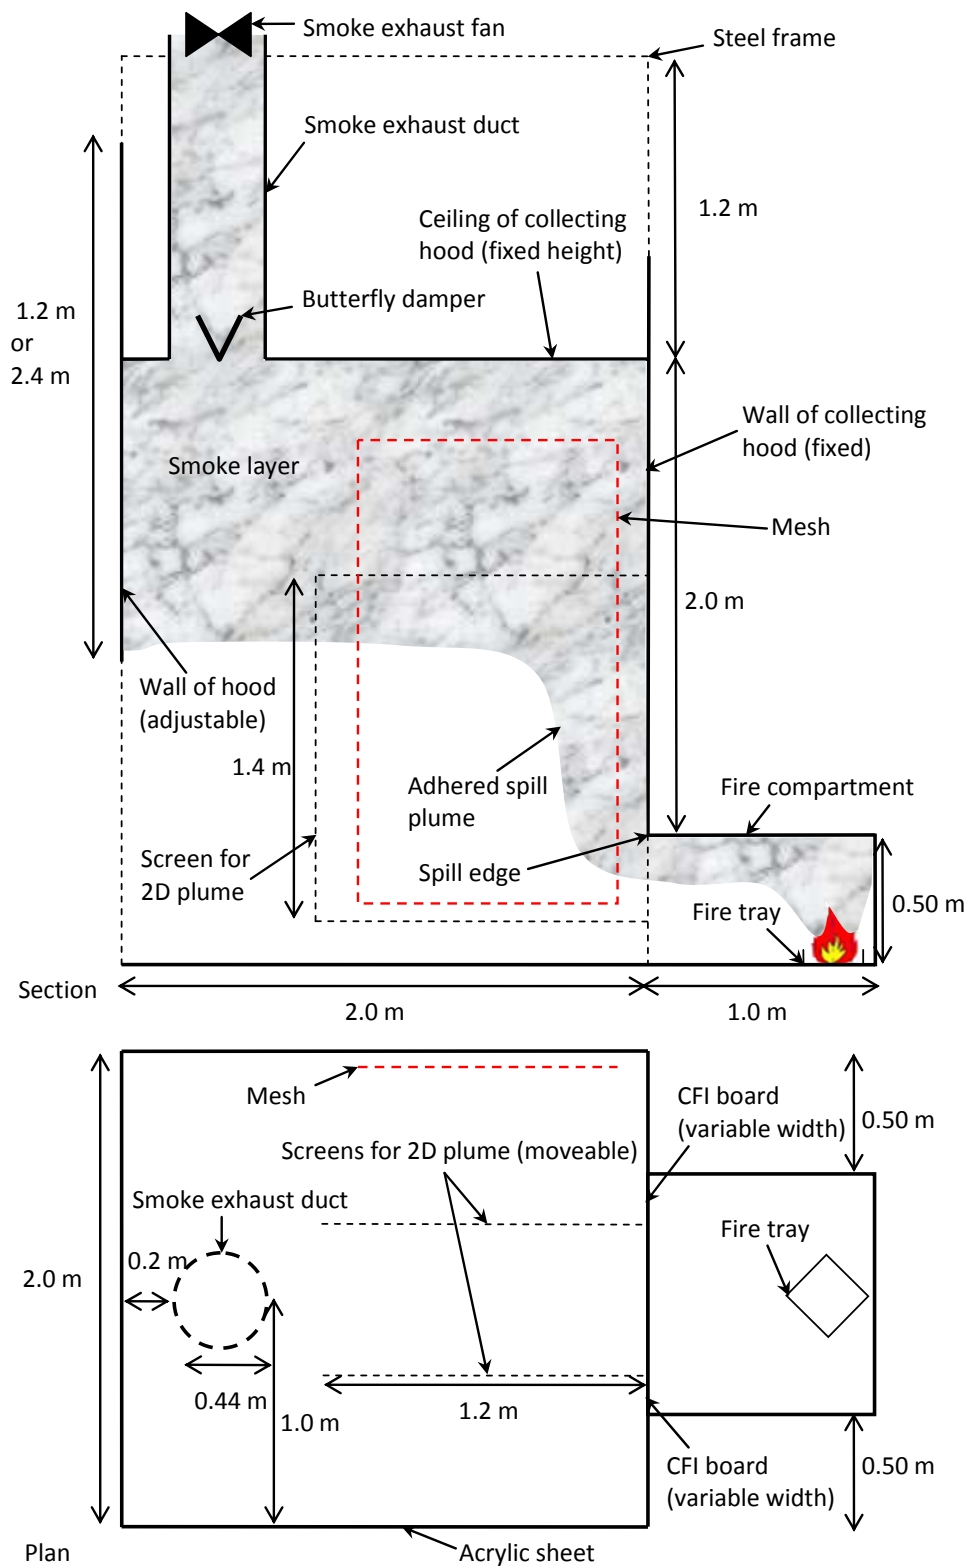 Smoke exhaust fan
Steel frame
Smoke exhaust duct
1.2 m
Ceiling of collecting
hood (fixed height)
Butterfly damper
1.2 m
or
2.4 m
Wall of collecting
hood (fixed)
Smoke layer
Mesh
2.0 m
Wall of hood
(adjustable)
1.4 m
Adhered spill
plume
Fire compartment
Screen for
2D plume
Spill edge
Fire tray
0.50 m
Section
2.0 m
1.0 m
Mesh
CFI board
(variable width)
0.50 m
Screens for 2D plume (moveable)
Smoke exhaust duct
Fire tray
0.2 m
2.0 m
0.44 m
1.0 m
1.2 m
CFI board
(variable width)
0.50 m
Plan
Acrylic sheet